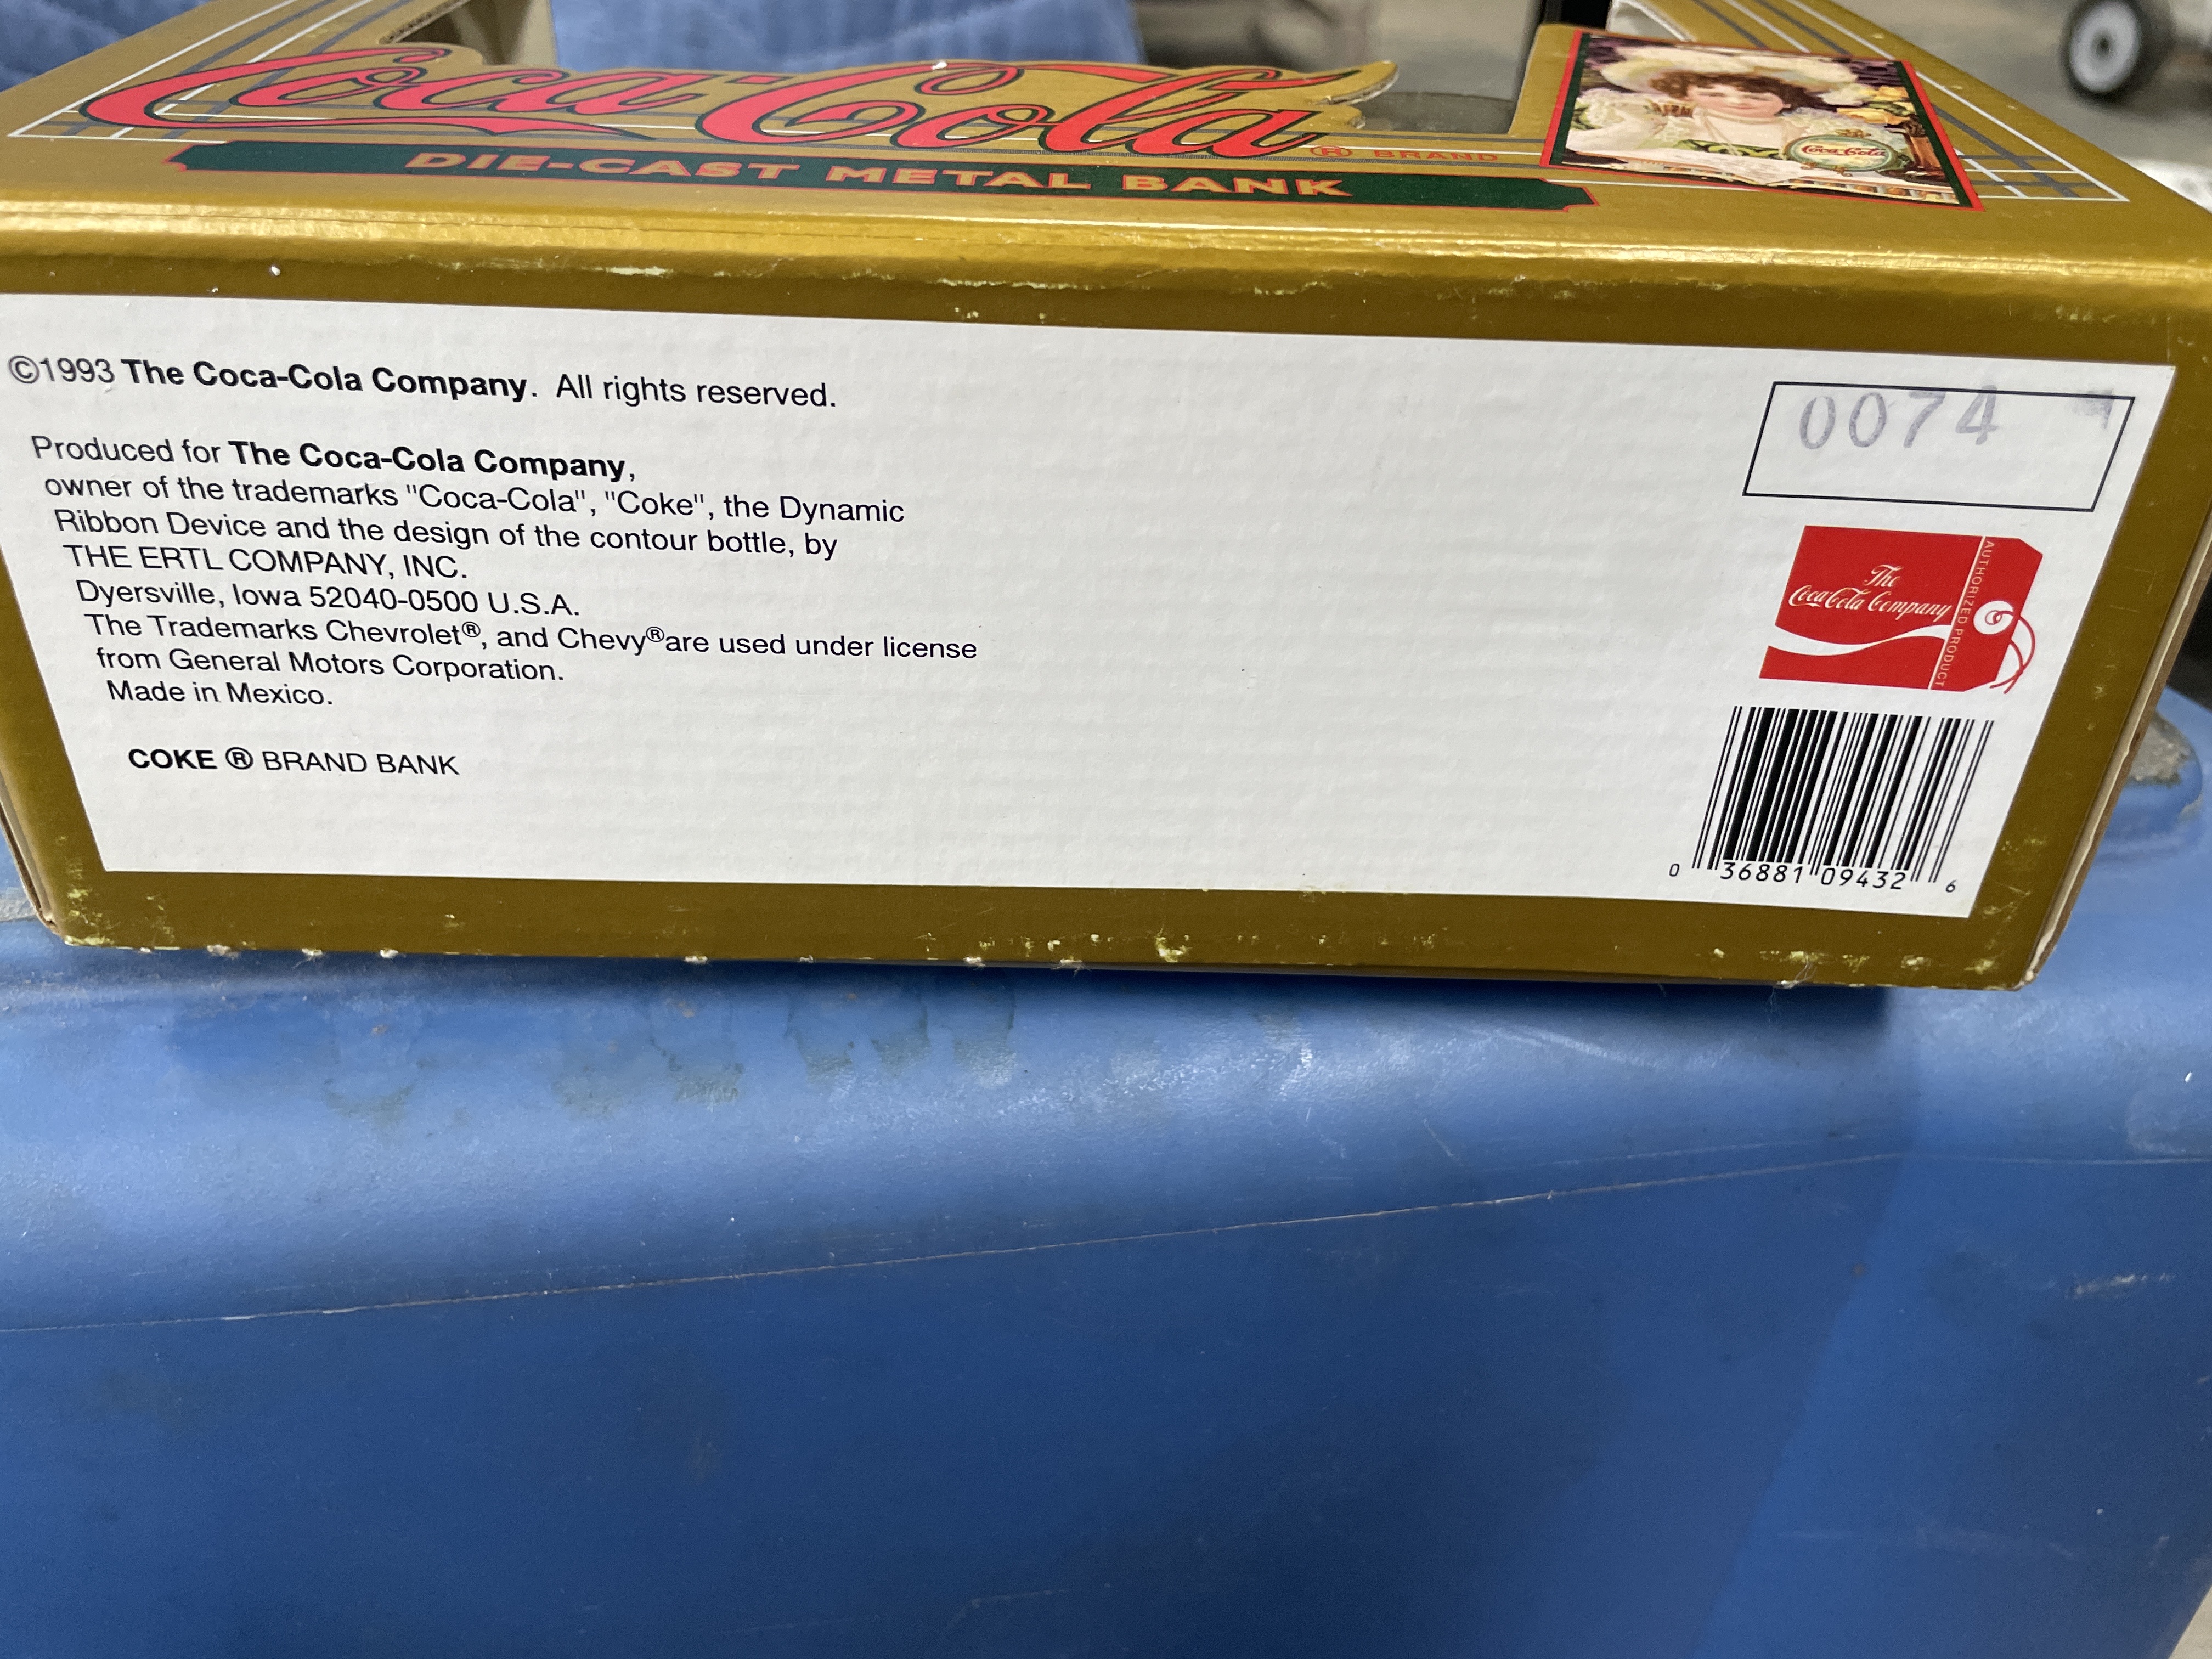 Coca-Cola ® BRAND
DIE-CAST METAL BANK
Coca-Cola
©1993 The Coca-Cola Company. All rights reserved.
Produced for The Coca-Cola Company,
owner of the trademarks "Coca-Cola", "Coke", the Dynamic
Ribbon Device and the design of the contour bottle, by
THE ERTL COMPANY, INC.
Dyersville, Iowa 52040-0500 U.S.A.
The Trademarks Chevrolet®, and Chevy®are used under license
from General Motors Corporation.
Made in Mexico.
COKE ® BRAND BANK
0074
The
Coca-Cola Company
AUTHORIZED PRODUCT
0 36881 09432 6